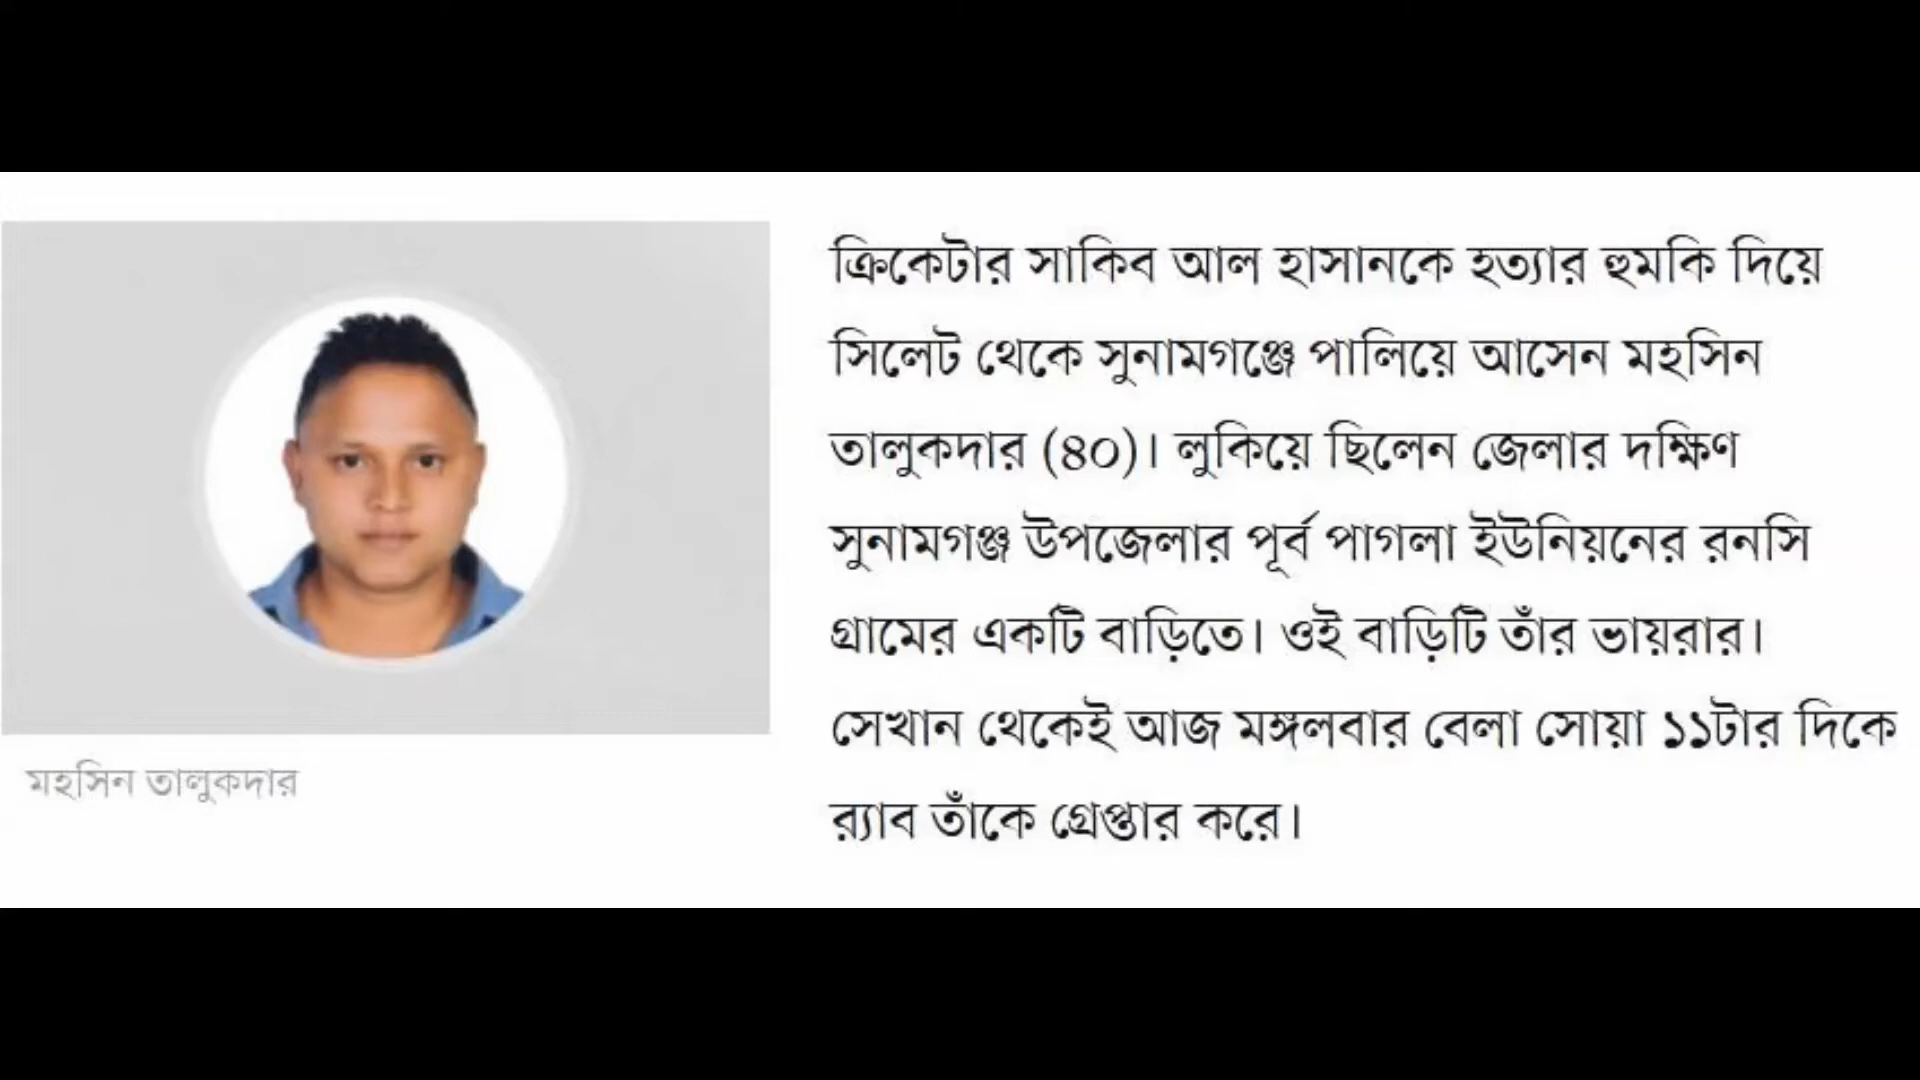 ক্রিকেটার সাকিব আল হাসানকে হত্যার হুমকি দিয়ে
সিলেট থেকে সুনামগঞ্জে পালিয়ে আসেন মহসিন
তালুকদার (৪০)। লুকিয়ে ছিলেন জেলার দক্ষিণ
সুনামগঞ্জ উপজেলার পূর্ব পাগলা ইউনিয়নের রনসি
গ্রামের একটি বাড়িতে। ওই বাড়িটি তাঁর ভায়রার।
সেখান থেকেই আজ মঙ্গলবার বেলা সোয়া ১১টার দিকে
র‍্যাব তাঁকে গ্রেপ্তার করে।
মহসিন তালুকদার